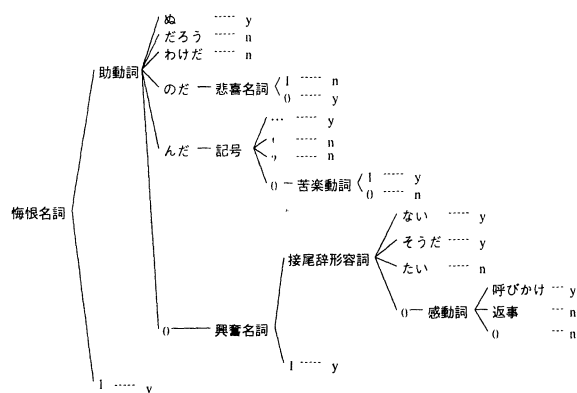 ぬ ----- y
だろう ----- n
わけだ ----- n
助動詞
のだ 悲喜名詞 1 ----- n
0 ----- y
… ----- y
んだ 記号 ! ----- n
? ----- n
0 苦楽動詞 1 ----- y
0 ----- n
悔恨名詞
ない ----- y
接尾辞形容詞 そうだ ----- y
たい ----- n
0 感動詞 呼びかけ --- y
返事 --- n
0 --- n
0 興奮名詞
1 ----- y
1 ----- y